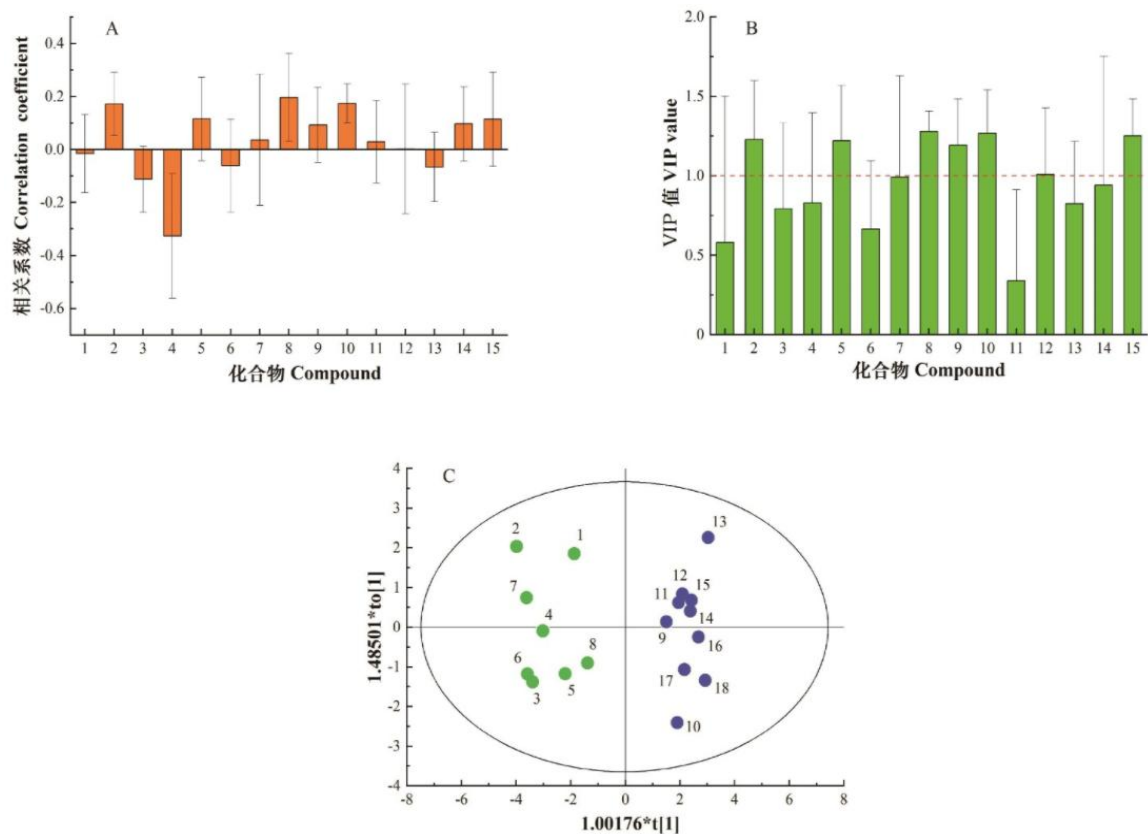 A
相关系数 Correlation coefficient
0.4
0.2
0.0
-0.2
-0.4
-0.6
1 2 3 4 5 6 7 8 9 10 11 12 13 14 15
化合物 Compound
B
VIP 值 VIP value
2.0
1.5
1.0
0.5
0
1 2 3 4 5 6 7 8 9 10 11 12 13 14 15
化合物 Compound
C
1.48501*to[1]
4
3
2
1
0
-1
-2
-3
-4
13
2 1
12 15
7 11
14
4 9
16
8
6 17 18
3 5
10
-8 -6 -4 -2 0 2 4 6 8
1.00176*t[1]